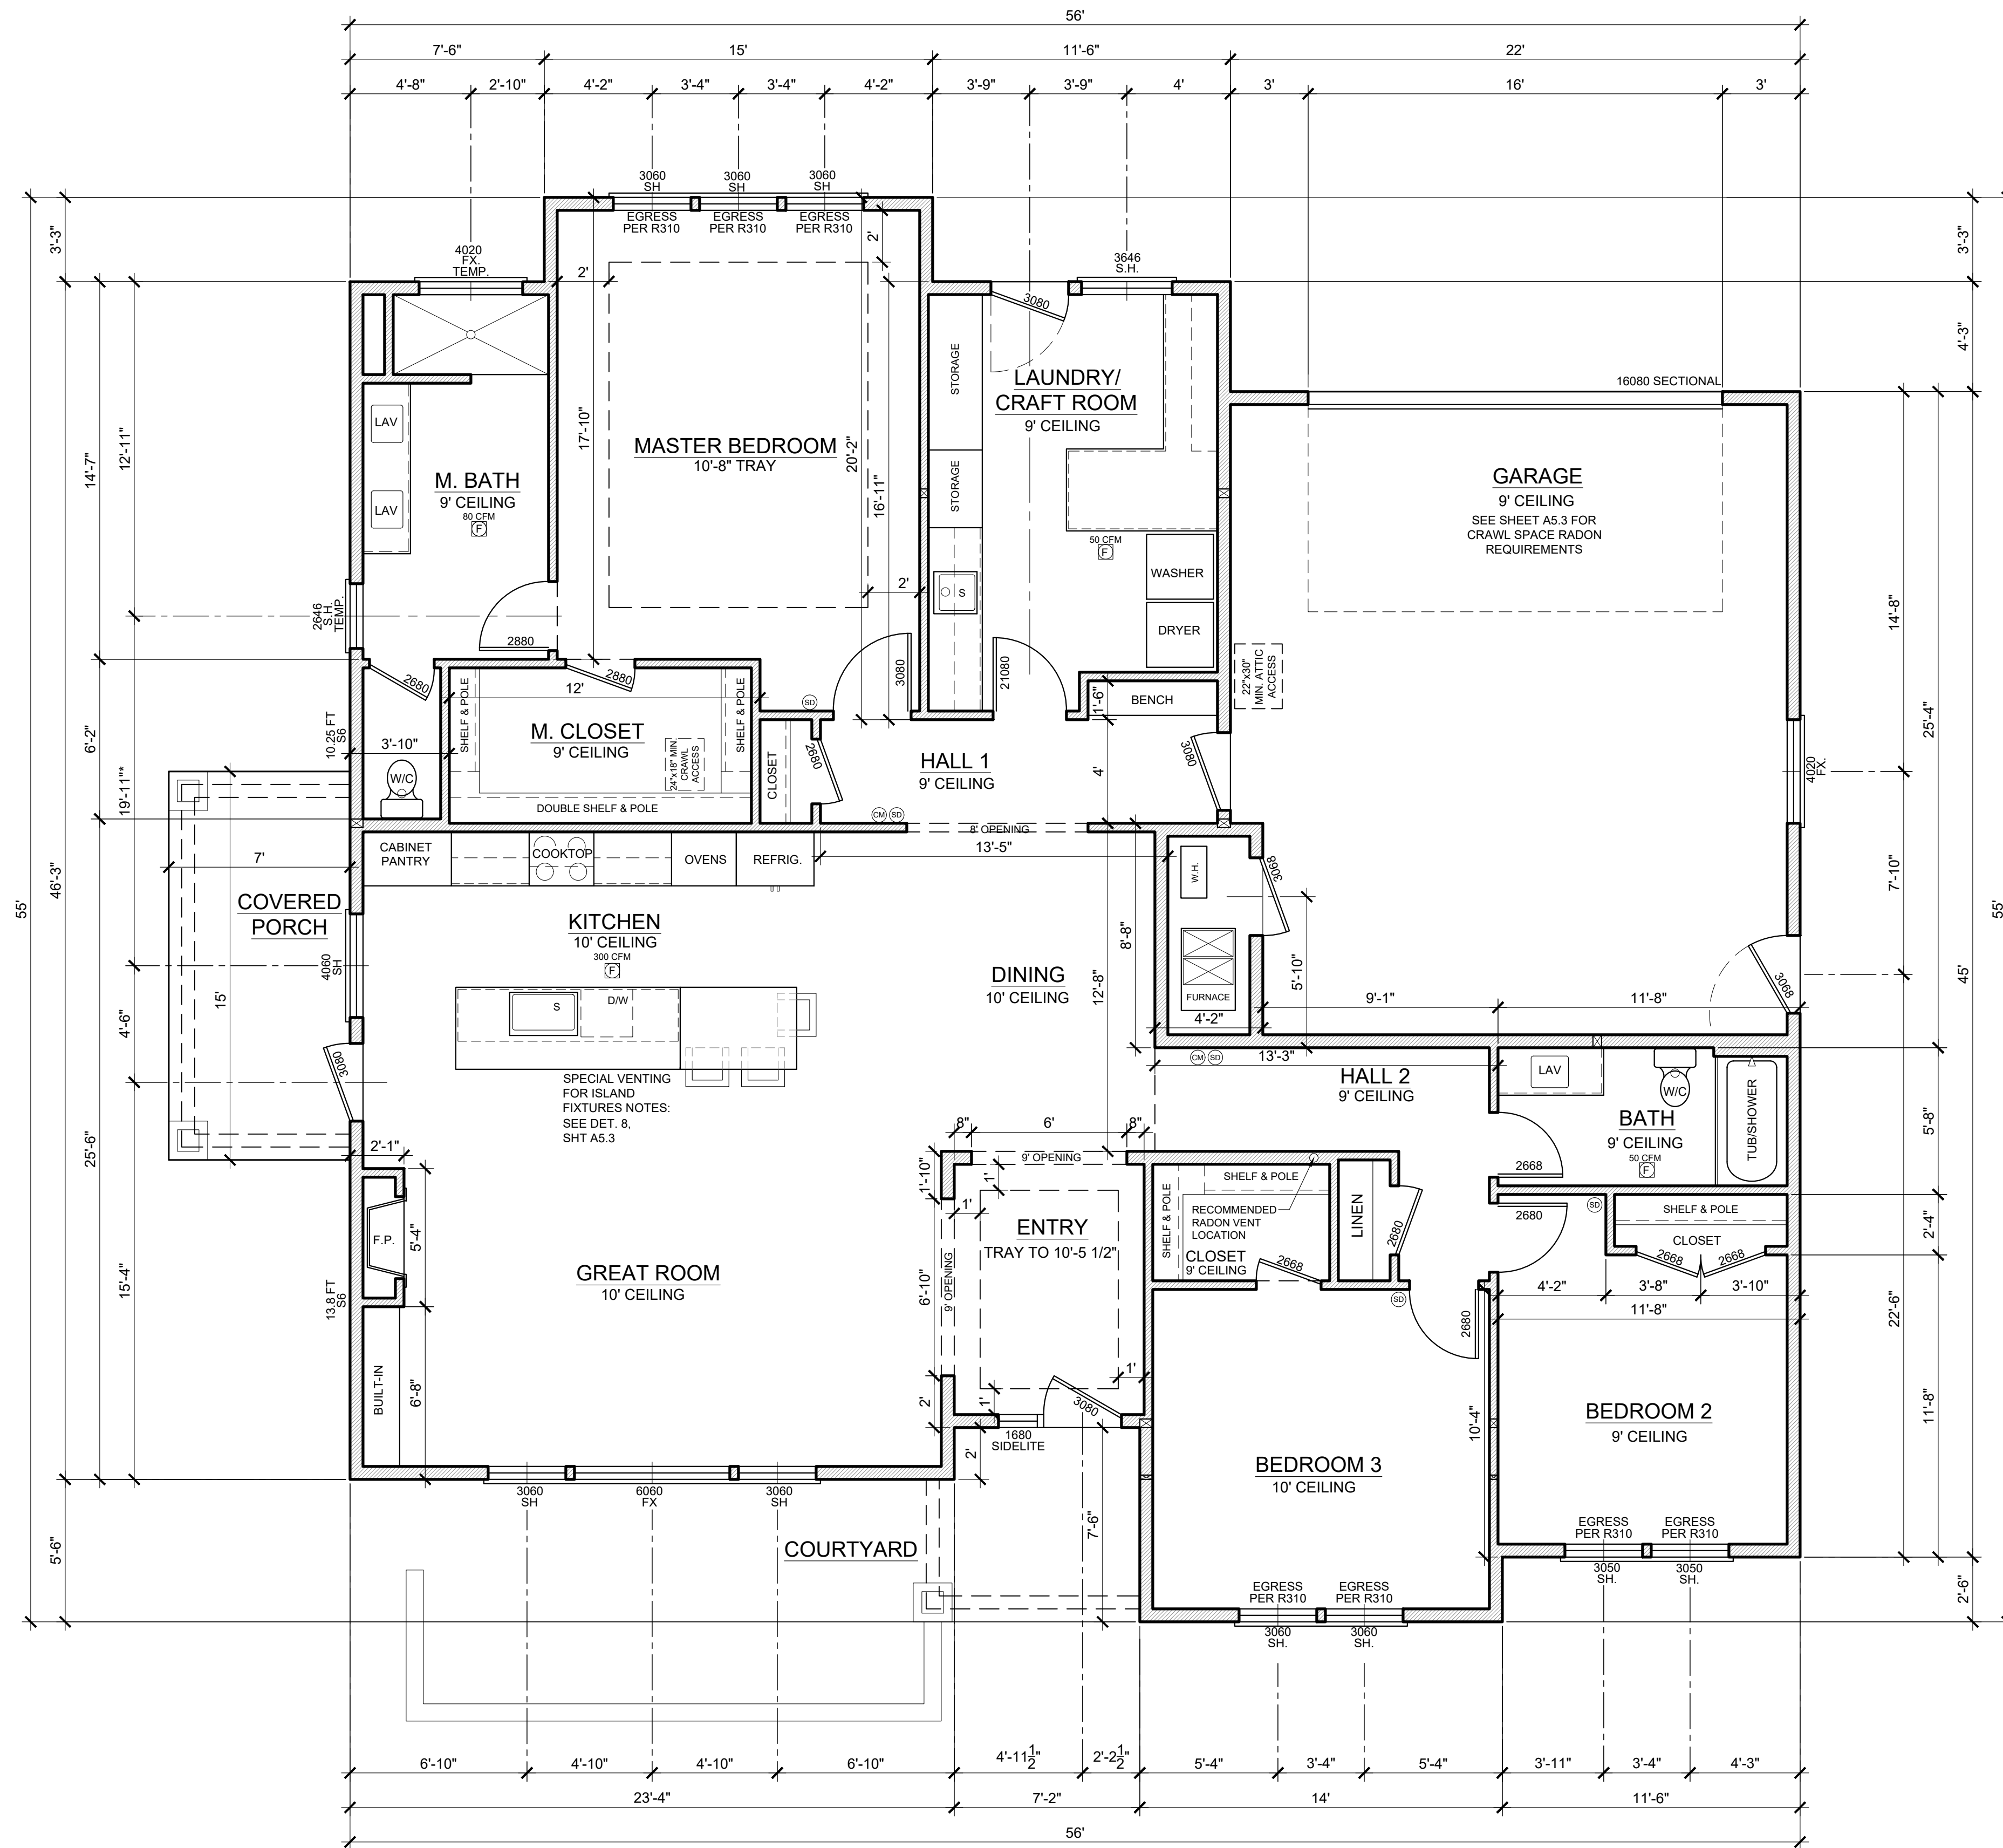 56'
7'-6"
15'
11'-6"
22'
4'-8"
2'-10"
4'-2"
3'-4"
3'-4"
4'-2"
3'-9"
3'-9"
4'
3'
16'
3'
3060
SH
3060
SH
3060
SH
EGRESS
PER R310
EGRESS
PER R310
EGRESS
PER R310
3'-3"
2'
4020
FX.
TEMP.
2'
3646
S.H.
3080
3'-3"
4'-3"
16080 SECTIONAL
LAV
LAV
M. BATH
9' CEILING
80 CFM
F
14'-7"
12'-11"
17'-10"
MASTER BEDROOM
10'-8" TRAY
20'-2"
16'-11"
2'
STORAGE
STORAGE
LAUNDRY/
CRAFT ROOM
9' CEILING
50 CFM
F
S
WASHER
DRYER
GARAGE
9' CEILING
SEE SHEET A5.3 FOR
CRAWL SPACE RADON
REQUIREMENTS
14'-8"
25'-4"
2646
S.H.
TEMP.
2880
2680
2880
3080
21080
22"x30"
MIN. ATTIC
ACCESS
1'-6"
BENCH
12'
SHELF & POLE
M. CLOSET
9' CEILING
SHELF & POLE
24"x18" MIN.
CRAWL
ACCESS
DOUBLE SHELF & POLE
SD
CLOSET
2680
HALL 1
9' CEILING
4'
3080
4020
FX.
6'-2"
10.25 FT
S6
3'-10"
W/C
19'-11"*
CM
SD
8' OPENING
13'-5"
CABINET
PANTRY
COOKTOP
OVENS
REFRIG.
W.H.
3068
FURNACE
4'-2"
8'-8"
5'-10"
7'-10"
7'
COVERED
PORCH
15'
4060
SH
KITCHEN
10' CEILING
300 CFM
F
DINING
10' CEILING
12'-8"
S
D/W
9'-1"
11'-8"
3068
55'
46'-3"
45'
55'
4'-6"
3080
SPECIAL VENTING
FOR ISLAND
FIXTURES NOTES:
SEE DET. 8,
SHT A5.3
CM
SD
13'-3"
HALL 2
9' CEILING
LAV
W/C
BATH
9' CEILING
50 CFM
F
TUB/SHOWER
5'-8"
2668
25'-6"
2'-1"
8"
6'
8"
9' OPENING
1'-10"
1'
1'
F.P.
5'-4"
ENTRY
TRAY TO 10'-5 1/2"
6'-10"
9' OPENING
SHELF & POLE
SHELF & POLE
RECOMMENDED
RADON VENT
LOCATION
CLOSET
9' CEILING
2668
LINEN
2680
2680
SD
SHELF & POLE
CLOSET
2668
2668
2'-4"
4'-2"
3'-8"
3'-10"
11'-8"
GREAT ROOM
10' CEILING
15'-4"
13.8 FT
S6
SD
2680
22'-6"
BUILT-IN
6'-8"
2'
1'
1'
3080
1680
SIDELITE
2'
BEDROOM 3
10' CEILING
10'-4"
BEDROOM 2
9' CEILING
11'-8"
3060
SH
6060
FX
3060
SH
7'-6"
COURTYARD
5'-6"
EGRESS
PER R310
EGRESS
PER R310
3050
SH.
3050
SH.
EGRESS
PER R310
EGRESS
PER R310
3060
SH.
3060
SH.
2'-6"
6'-10"
4'-10"
4'-10"
6'-10"
4'-11 1/2"
2'-2 1/2"
5'-4"
3'-4"
5'-4"
3'-11"
3'-4"
4'-3"
23'-4"
7'-2"
14'
11'-6"
56'